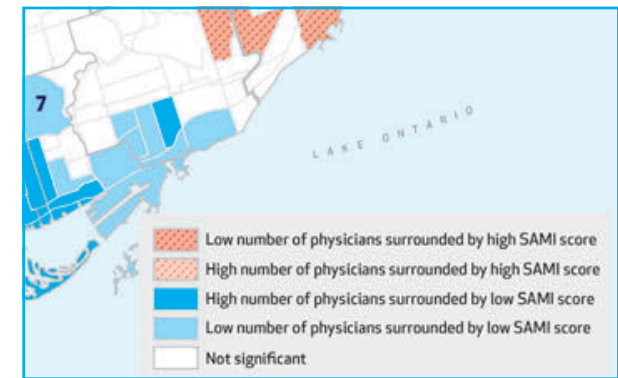 7
LAKE ONTARIO
Low number of physicians surrounded by high SAMI score
High number of physicians surrounded by high SAMI score
High number of physicians surrounded by low SAMI score
Low number of physicians surrounded by low SAMI score
Not significant